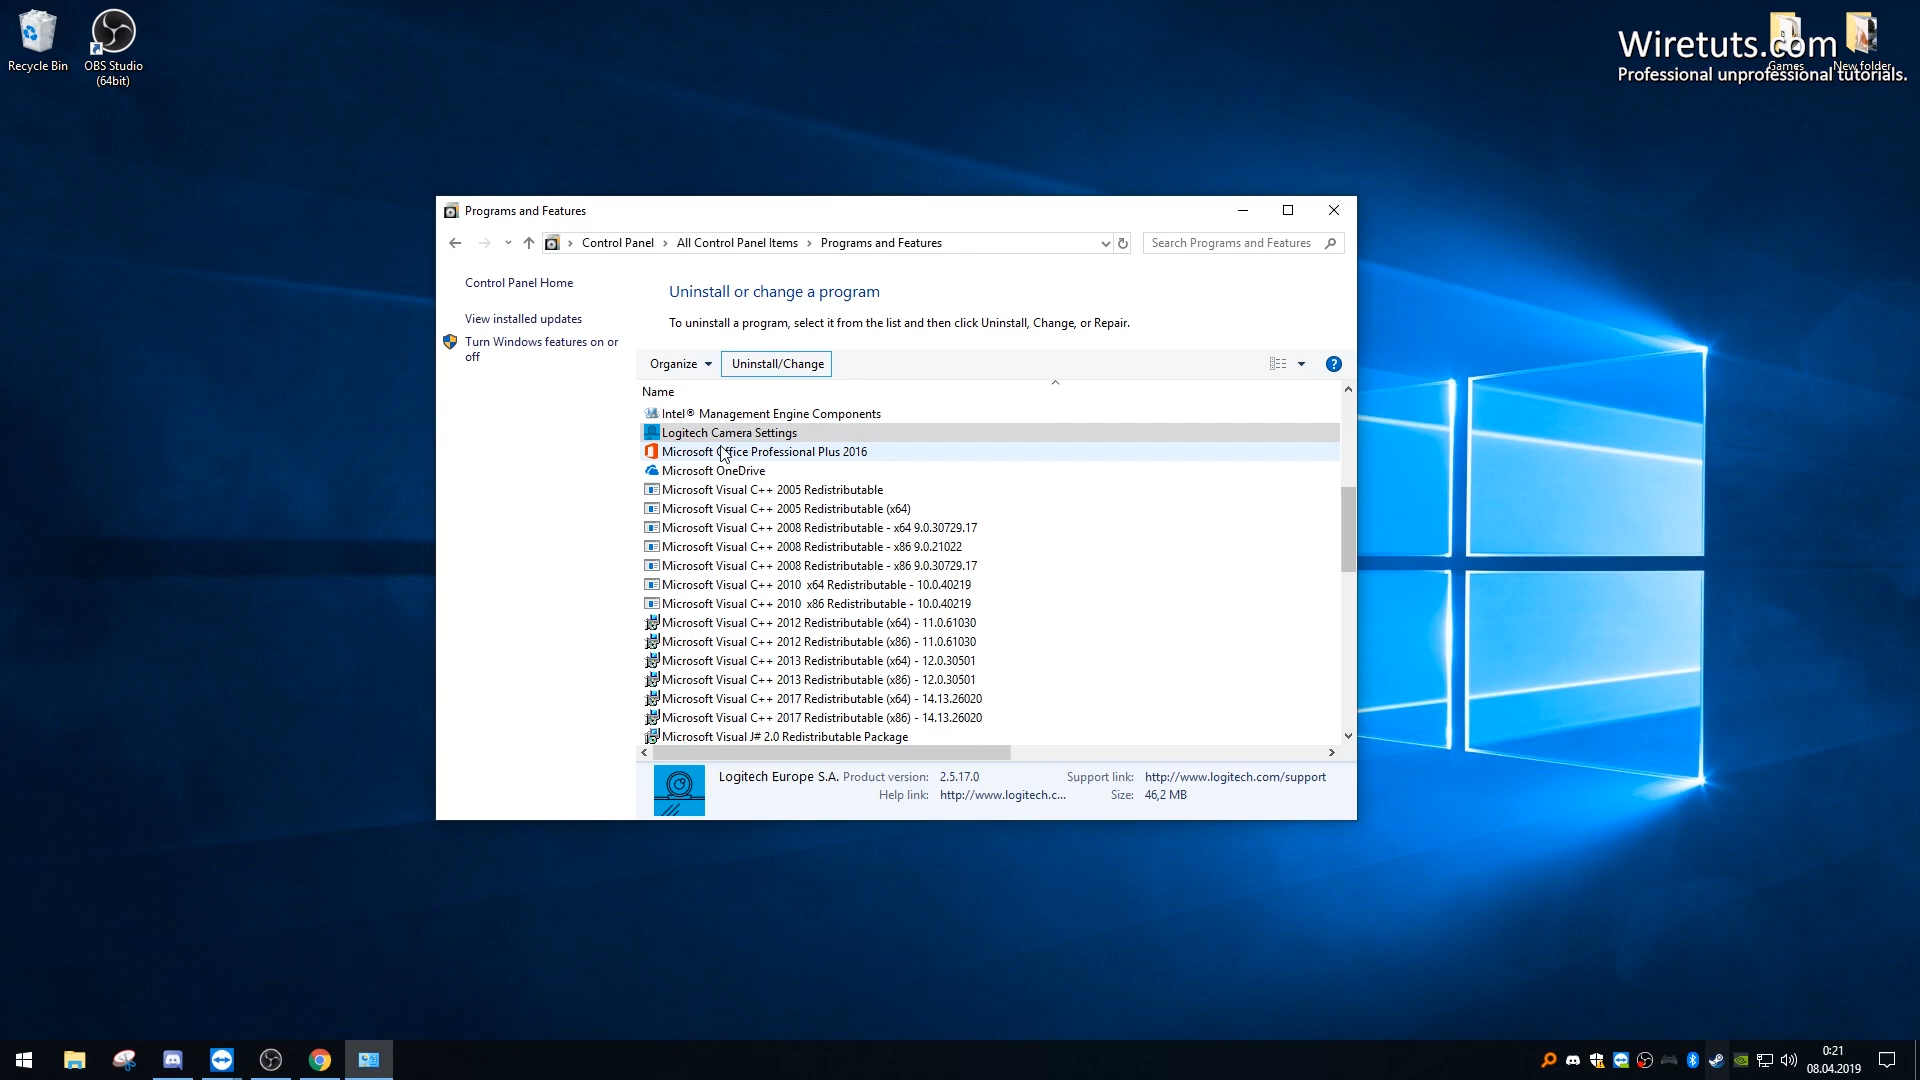 Recycle Bin
OBS Studio
(64bit)
Wiretuts.com
Games
New folder
Professional unprofessional tutorials.
Programs and Features
Control Panel
All Control Panel Items
Programs and Features
Search Programs and Features
Control Panel Home
View installed updates
Turn Windows features on or
off
Uninstall or change a program
To uninstall a program, select it from the list and then click Uninstall, Change, or Repair.
Organize
Uninstall/Change
Name
Intel® Management Engine Components
Logitech Camera Settings
Microsoft Office Professional Plus 2016
Microsoft OneDrive
Microsoft Visual C++ 2005 Redistributable
Microsoft Visual C++ 2005 Redistributable (x64)
Microsoft Visual C++ 2008 Redistributable - x64 9.0.30729.17
Microsoft Visual C++ 2008 Redistributable - x86 9.0.21022
Microsoft Visual C++ 2008 Redistributable - x86 9.0.30729.17
Microsoft Visual C++ 2010  x64 Redistributable - 10.0.40219
Microsoft Visual C++ 2010  x86 Redistributable - 10.0.40219
Microsoft Visual C++ 2012 Redistributable (x64) - 11.0.61030
Microsoft Visual C++ 2012 Redistributable (x86) - 11.0.61030
Microsoft Visual C++ 2013 Redistributable (x64) - 12.0.30501
Microsoft Visual C++ 2013 Redistributable (x86) - 12.0.30501
Microsoft Visual C++ 2017 Redistributable (x64) - 14.13.26020
Microsoft Visual C++ 2017 Redistributable (x86) - 14.13.26020
Microsoft Visual J# 2.0 Redistributable Package
Logitech Europe S.A. Product version: 2.5.17.0 Support link: http://www.logitech.com/support
Help link: http://www.logitech.c... Size: 46,2 MB
0:21
08.04.2019